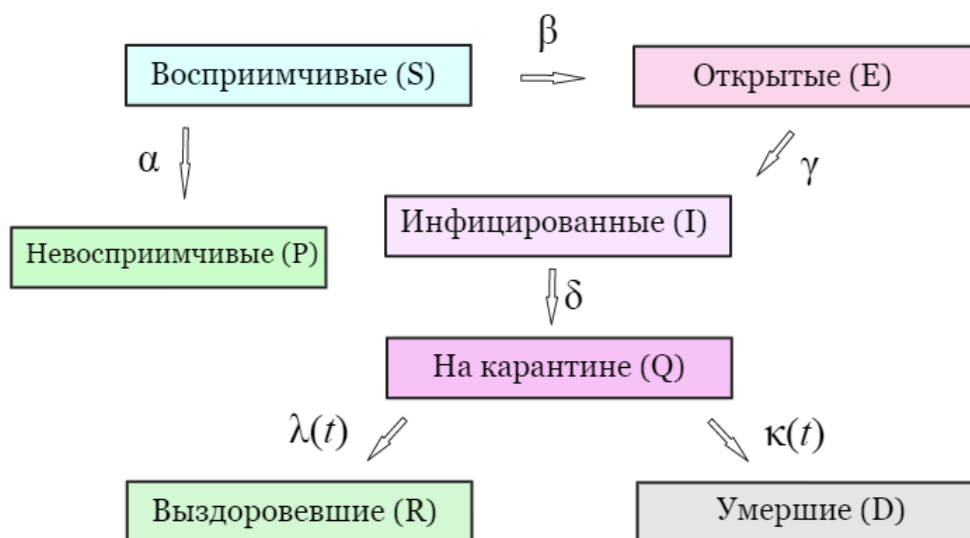 β
Восприимчивые (S)
Открытые (E)
α
γ
Инфицированные (I)
Невосприимчивые (P)
δ
На карантине (Q)
λ(t)
κ(t)
Выздоровевшие (R)
Умершие (D)